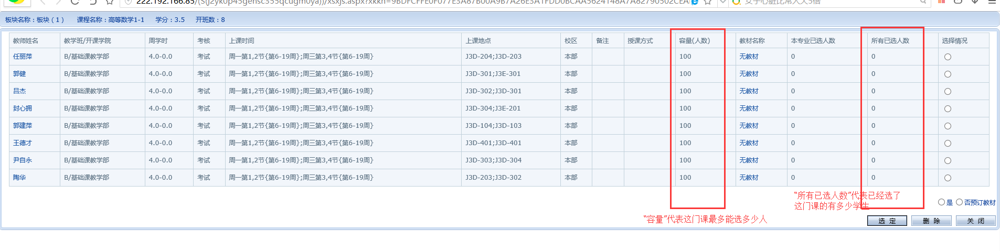 222.192.166.85/(S(j2yk0p45gehsc355qcugm0ya))/xsxjs.aspx?xkkh=
板块名称：板块（1） 课程名称：高等数学1-1 学分：3.5 开班数：8
教师姓名 教学班/开课学院 周学时 考核 上课时间 上课地点 校区 备注 授课方式 容量(人数) 教材名称 本专业已选人数 所有已选人数 选择情况
任丽萍 B/基础课教学部 4.0-0.0 考试 周一第1,2节{第6-19周};周三第3,4节{第6-19周} J3D-204;J3D-203 本部 100 无教材 0 0
郭健 B/基础课教学部 4.0-0.0 考试 周一第1,2节{第6-19周};周三第3,4节{第6-19周} J3D-301;J3E-301 本部 100 无教材 0 0
吕杰 B/基础课教学部 4.0-0.0 考试 周一第1,2节{第6-19周};周三第3,4节{第6-19周} J3D-302;J3D-301 本部 100 无教材 0 0
封心拥 B/基础课教学部 4.0-0.0 考试 周一第1,2节{第6-19周};周三第3,4节{第6-19周} J3D-304;J3E-201 本部 100 无教材 0 0
郭建萍 B/基础课教学部 4.0-0.0 考试 周一第1,2节{第6-19周};周三第3,4节{第6-19周} J3D-104;J3D-103 本部 100 无教材 0 0
王德才 B/基础课教学部 4.0-0.0 考试 周一第1,2节{第6-19周};周三第3,4节{第6-19周} J3D-401;J3D-401 本部 100 无教材 0 0
尹自永 B/基础课教学部 4.0-0.0 考试 周一第1,2节{第6-19周};周三第3,4节{第6-19周} J3D-303;J3D-304 本部 100 无教材 0 0
陶华 B/基础课教学部 4.0-0.0 考试 周一第1,2节{第6-19周};周三第3,4节{第6-19周} J3D-203;J3D-302 本部 100 无教材 0 0
“所有已选人数”代表已经选了
这门课的有多少学生
是 否预订教材
“容量”代表这门课最多能选多少人
选 定 删 除 关 闭